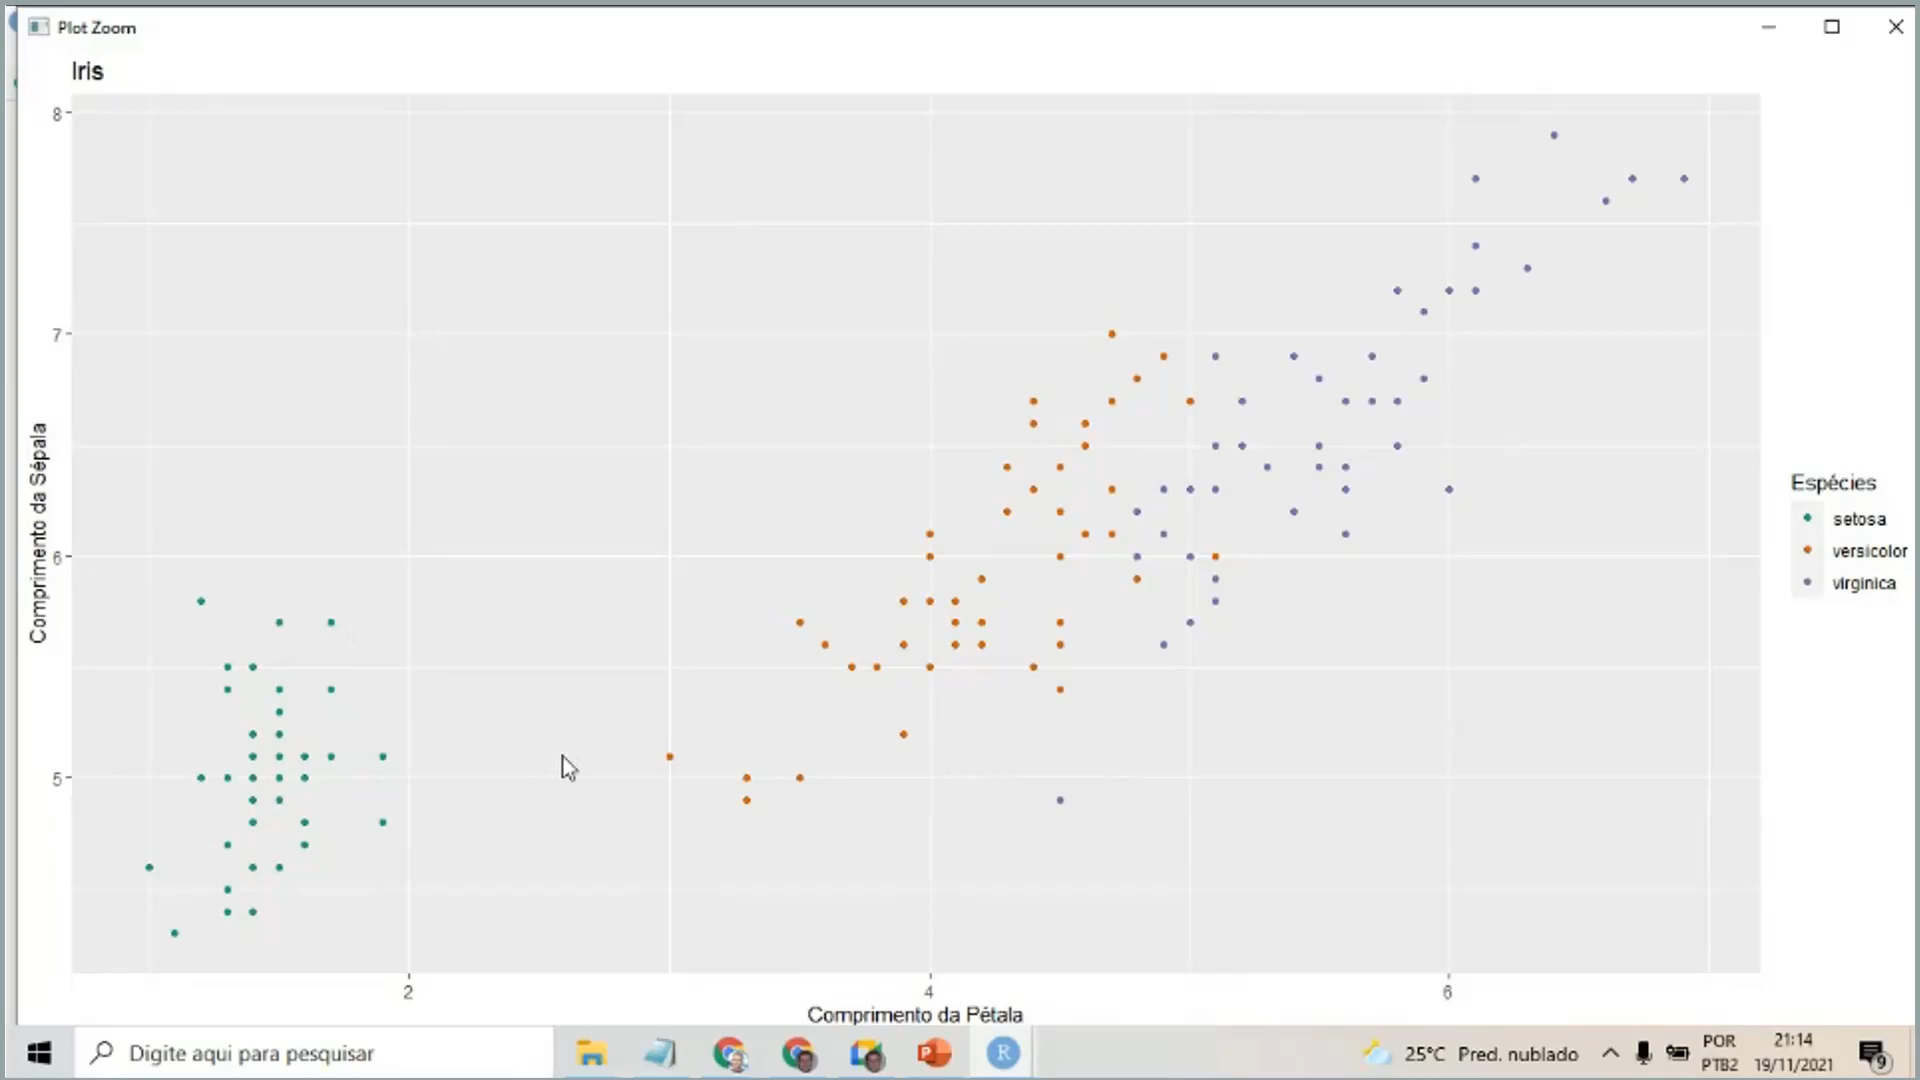 Plot Zoom
Iris
8
7
6
5
Comprimento da Sépala
2
4
6
Comprimento da Pétala
Espécies
setosa
versicolor
virginica
Digite aqui para pesquisar
P
R
25°C Pred. nublado
POR
PTB2
21:14
19/11/2021
9